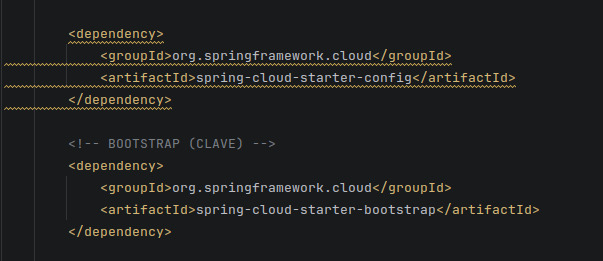 <dependency>
<groupId>org.springframework.cloud</groupId>
<artifactId>spring-cloud-starter-config</artifactId>
</dependency>
<!-- BOOTSTRAP (CLAVE) -->
<dependency>
<groupId>org.springframework.cloud</groupId>
<artifactId>spring-cloud-starter-bootstrap</artifactId>
</dependency>